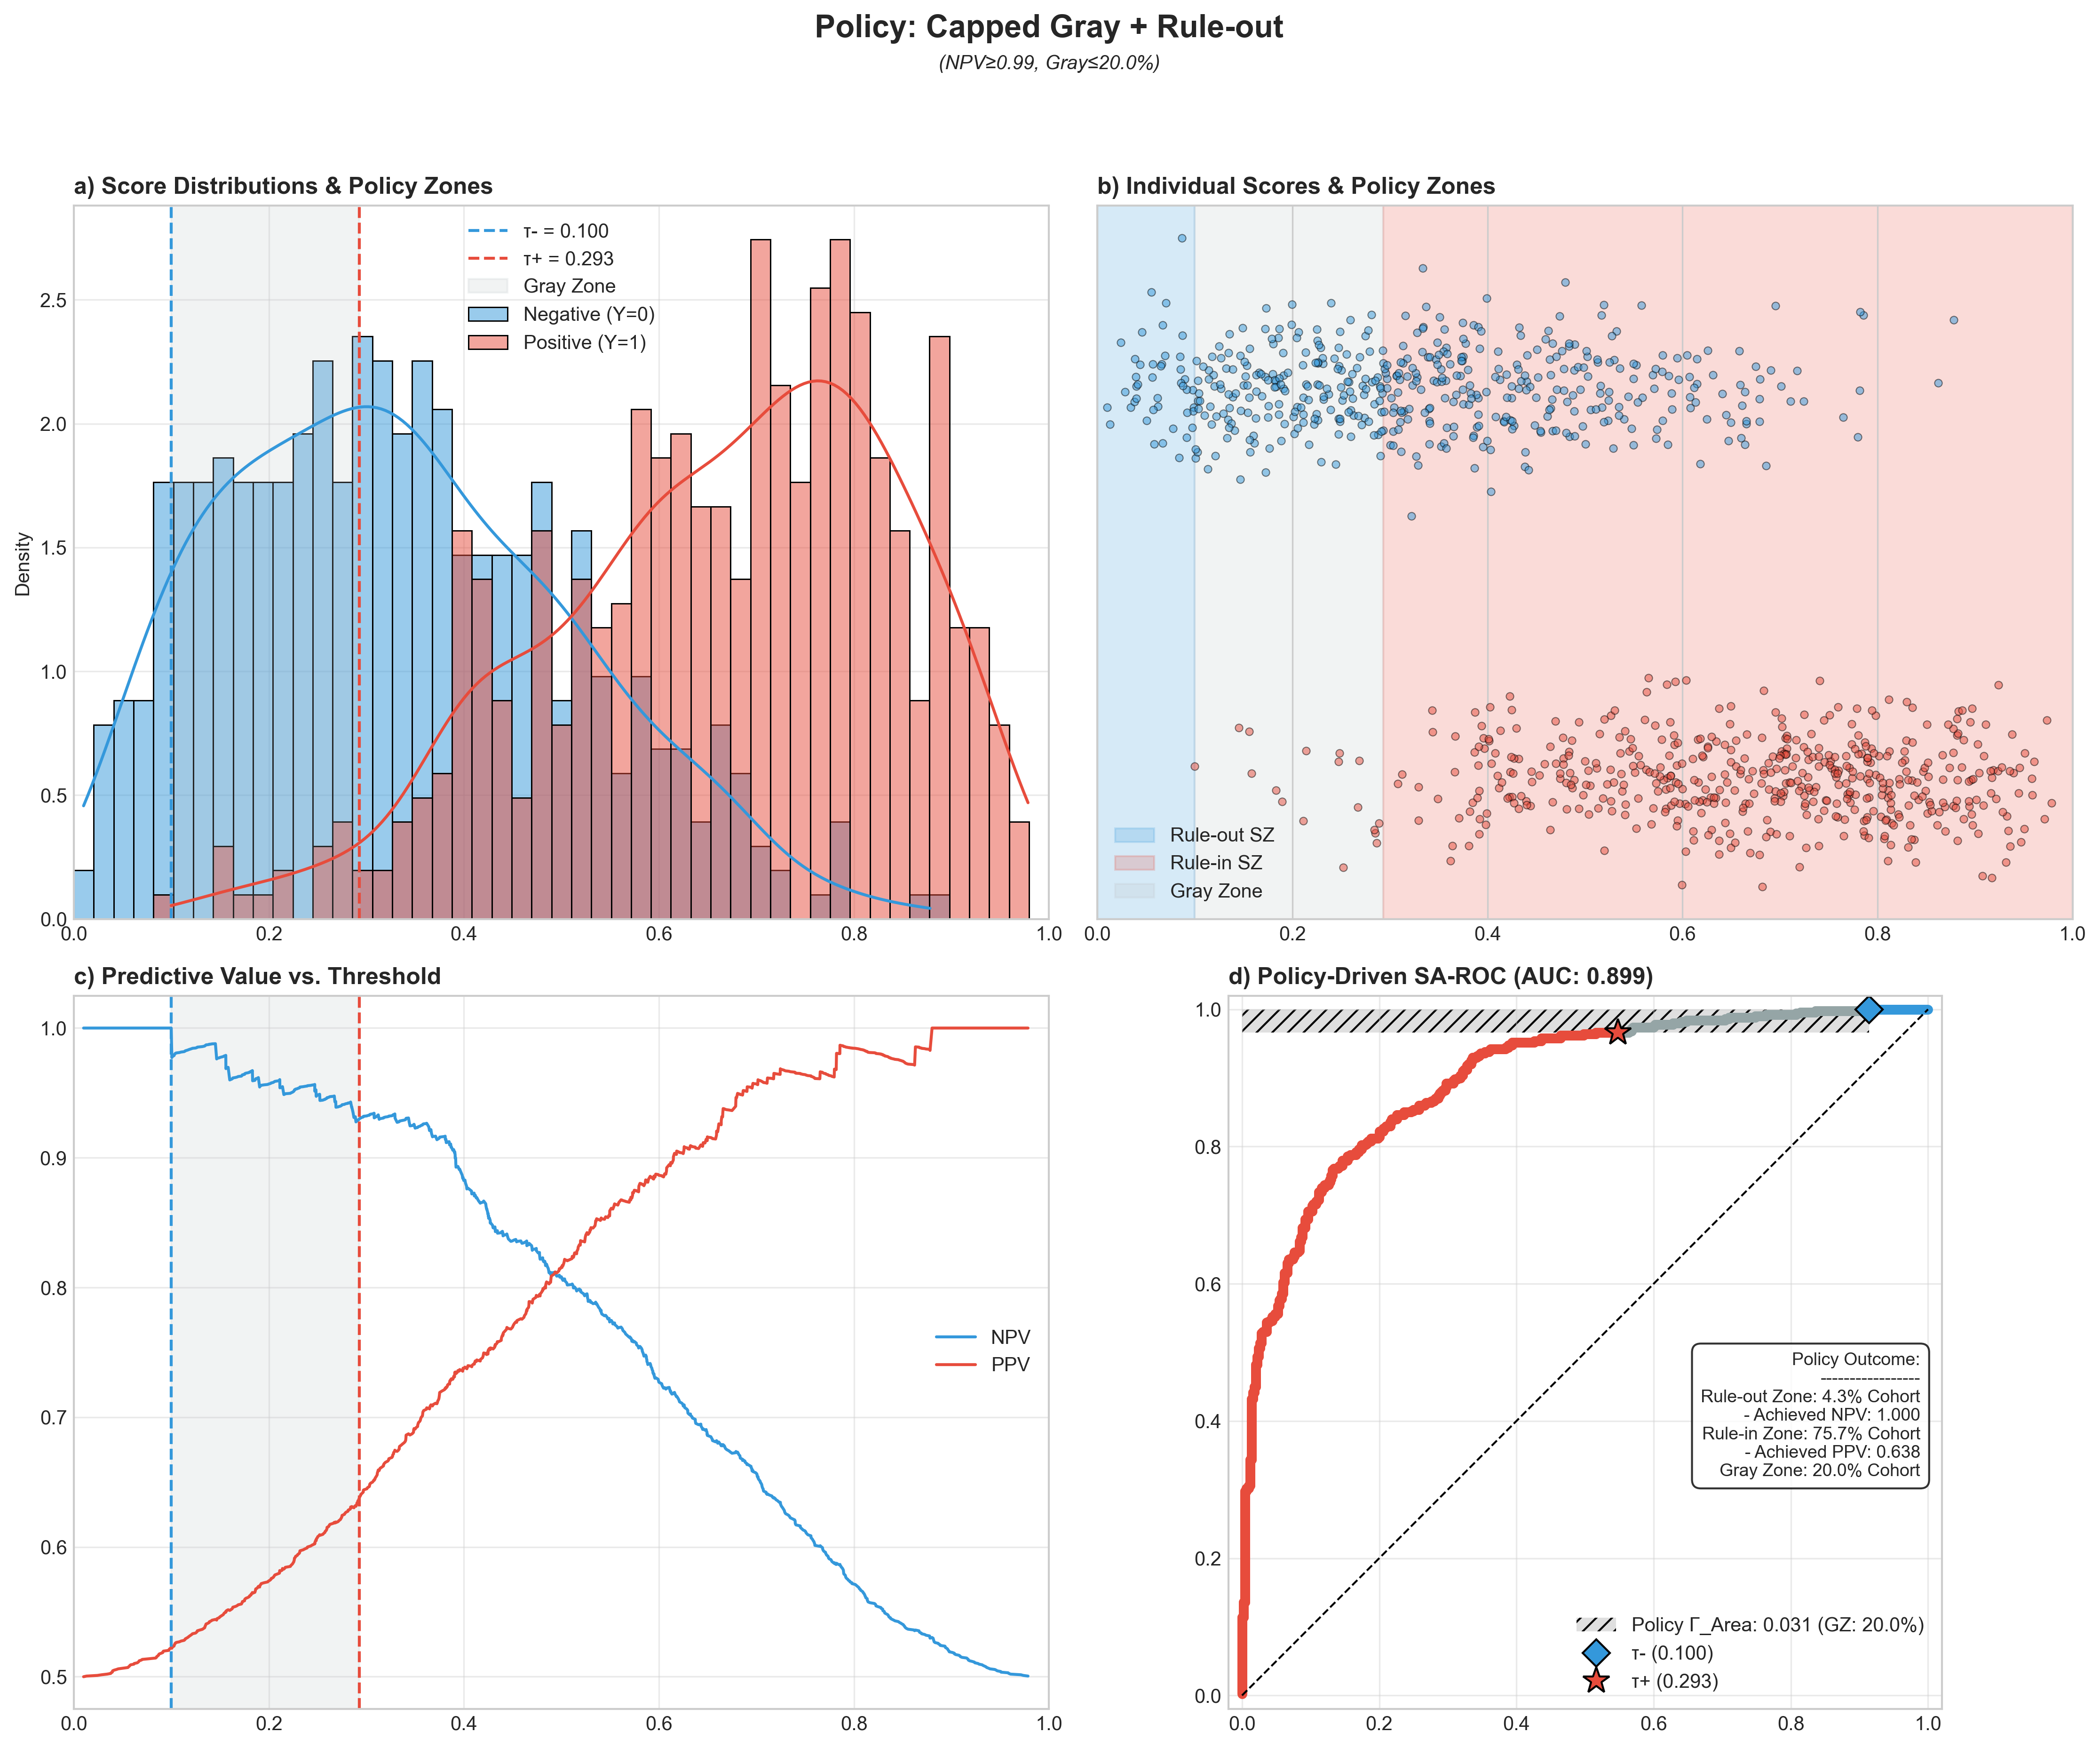 Policy: Capped Gray + Rule-out
(NPV≥0.99, Gray≤20.0%)
a) Score Distributions & Policy Zones
τ- = 0.100
τ+ = 0.293
Gray Zone
Negative (Y=0)
Positive (Y=1)
Density
2.5
2.0
1.5
1.0
0.5
0.0
0.0 0.2 0.4 0.6 0.8 1.0
b) Individual Scores & Policy Zones
Rule-out SZ
Rule-in SZ
Gray Zone
0.0 0.2 0.4 0.6 0.8 1.0
c) Predictive Value vs. Threshold
1.0
0.9
0.8
0.7
0.6
0.5
NPV
PPV
0.0 0.2 0.4 0.6 0.8 1.0
d) Policy-Driven SA-ROC (AUC: 0.899)
1.0
0.8
0.6
0.4
0.2
0.0
Policy Outcome:
-----------------
Rule-out Zone: 4.3% Cohort
- Achieved NPV: 1.000
Rule-in Zone: 75.7% Cohort
- Achieved PPV: 0.638
Gray Zone: 20.0% Cohort
Policy Γ_Area: 0.031 (GZ: 20.0%)
τ- (0.100)
τ+ (0.293)
0.0 0.2 0.4 0.6 0.8 1.0